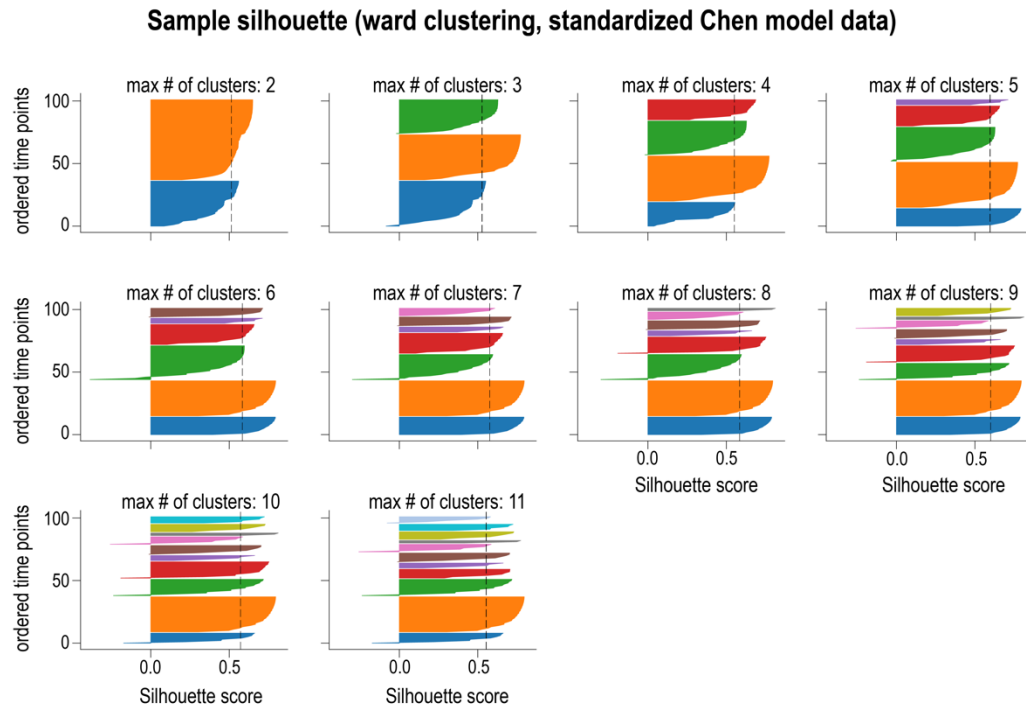 Sample silhouette (ward clustering, standardized Chen model data)
max # of clusters: 2
max # of clusters: 3
max # of clusters: 4
max # of clusters: 5
ordered time points
100
50
0
0.0
0.5
max # of clusters: 6
max # of clusters: 7
max # of clusters: 8
max # of clusters: 9
ordered time points
100
50
0
0.0 0.5
0.0 0.5
Silhouette score
Silhouette score
max # of clusters: 10
max # of clusters: 11
ordered time points
100
50
0
0.0 0.5
0.0 0.5
Silhouette score
Silhouette score